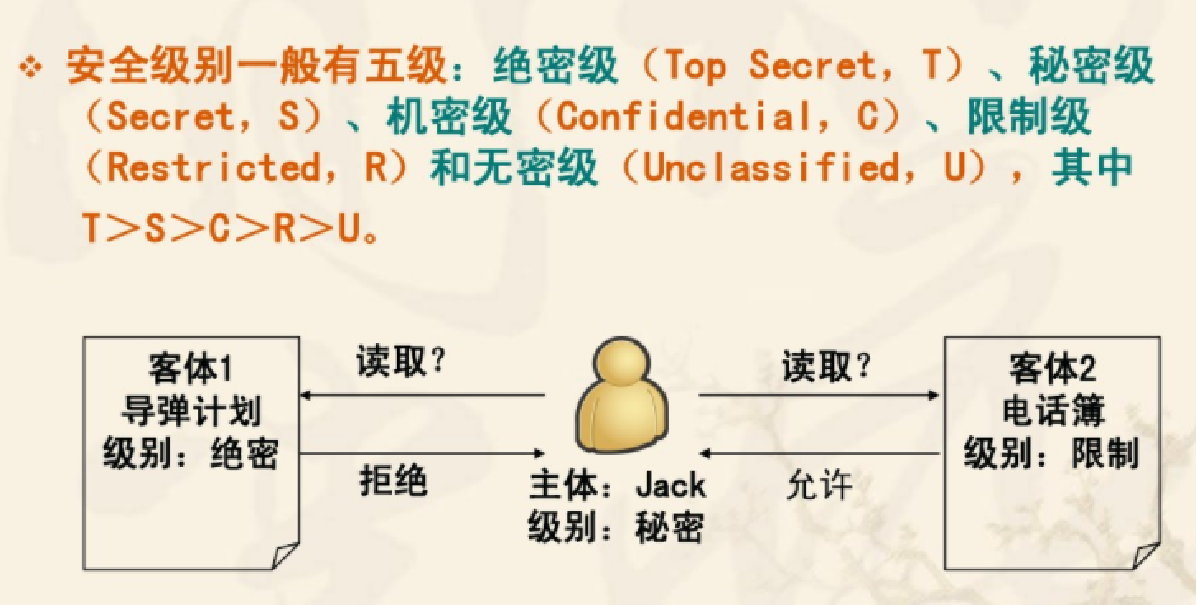 ❖ 安全级别一般有五级：绝密级（Top Secret，T）、秘密级
（Secret，S）、机密级（Confidential，C）、限制级
（Restricted，R）和无密级（Unclassified，U），其中
T＞S＞C＞R＞U。
客体1
导弹计划
级别：绝密
读取？
拒绝
主体：Jack
级别：秘密
读取？
允许
客体2
电话簿
级别：限制